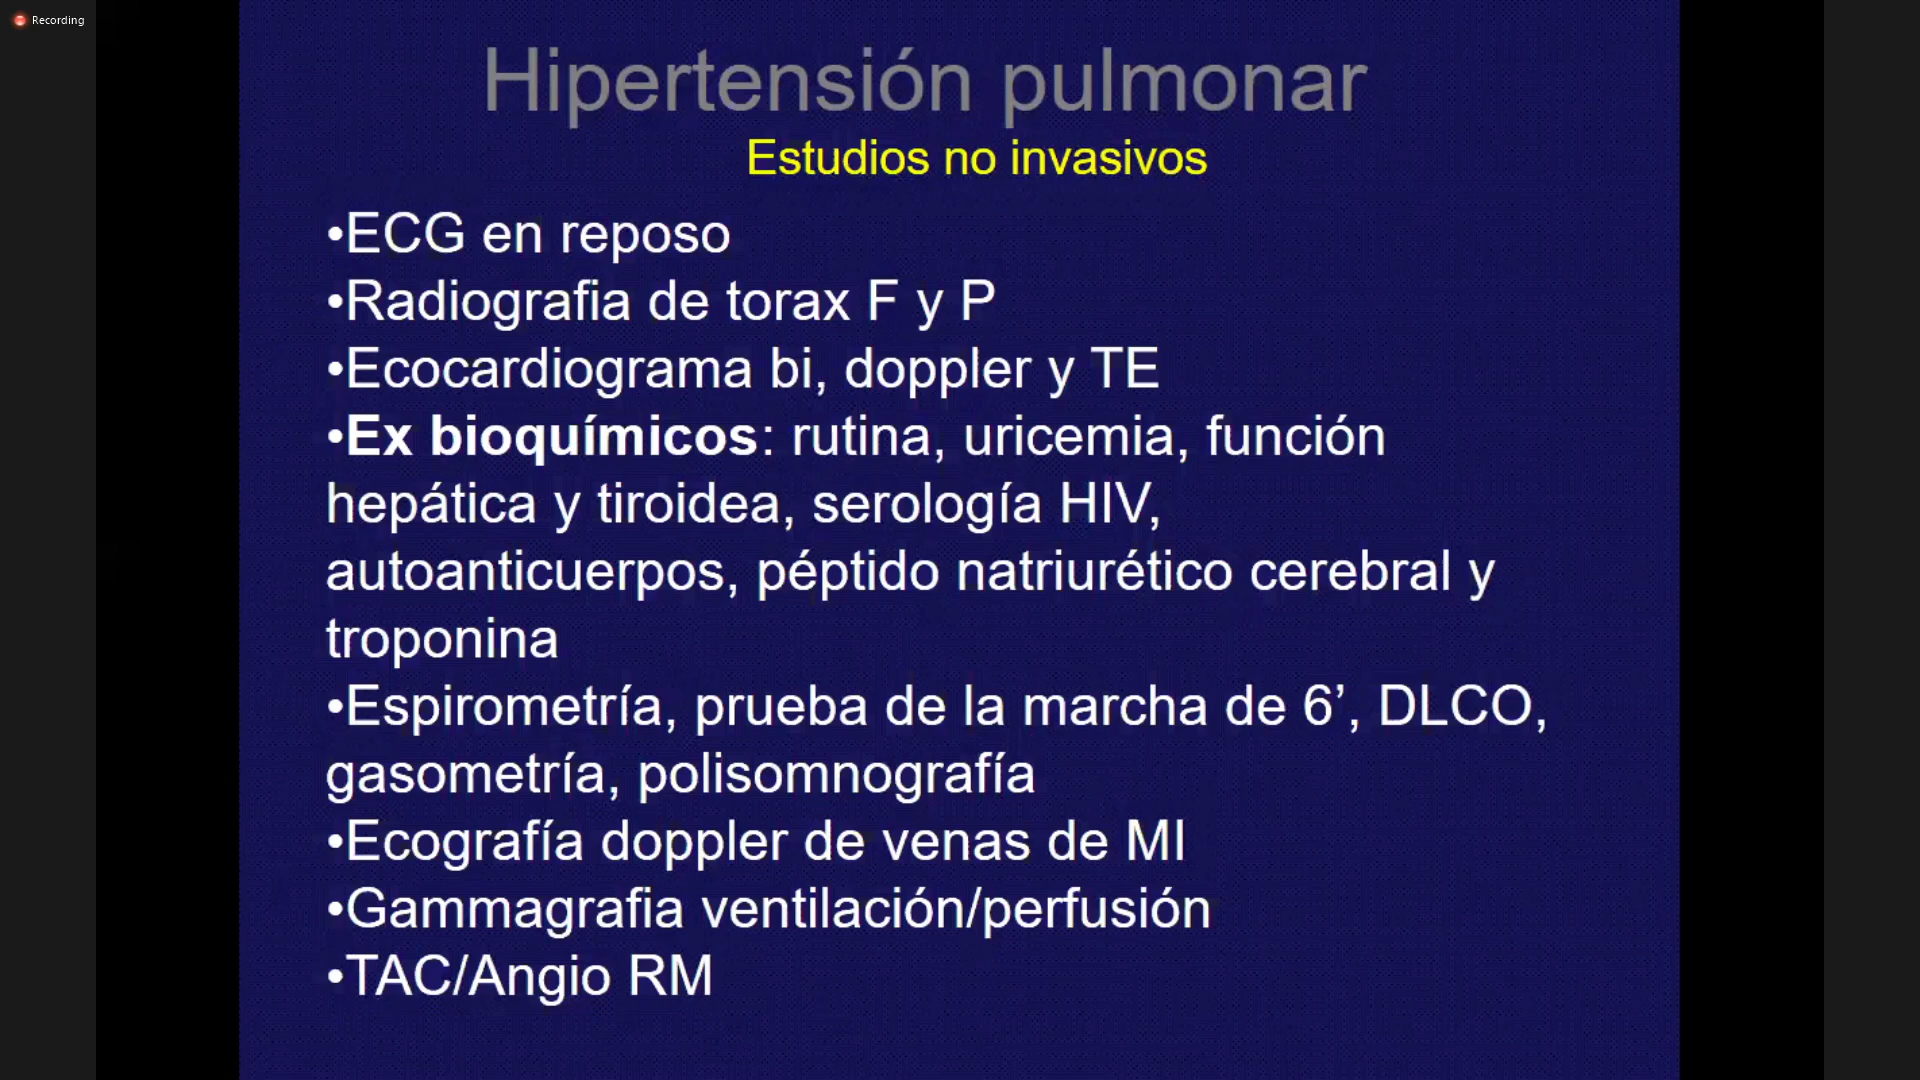 Recording
Hipertensión pulmonar
Estudios no invasivos
•ECG en reposo
•Radiografia de torax F y P
•Ecocardiograma bi, doppler y TE
•Ex bioquímicos: rutina, uricemia, función
hepática y tiroidea, serología HIV,
autoanticuerpos, péptido natriurético cerebral y
troponina
•Espirometría, prueba de la marcha de 6’, DLCO,
gasometría, polisomnografía
•Ecografía doppler de venas de MI
•Gammagrafia ventilación/perfusión
•TAC/Angio RM